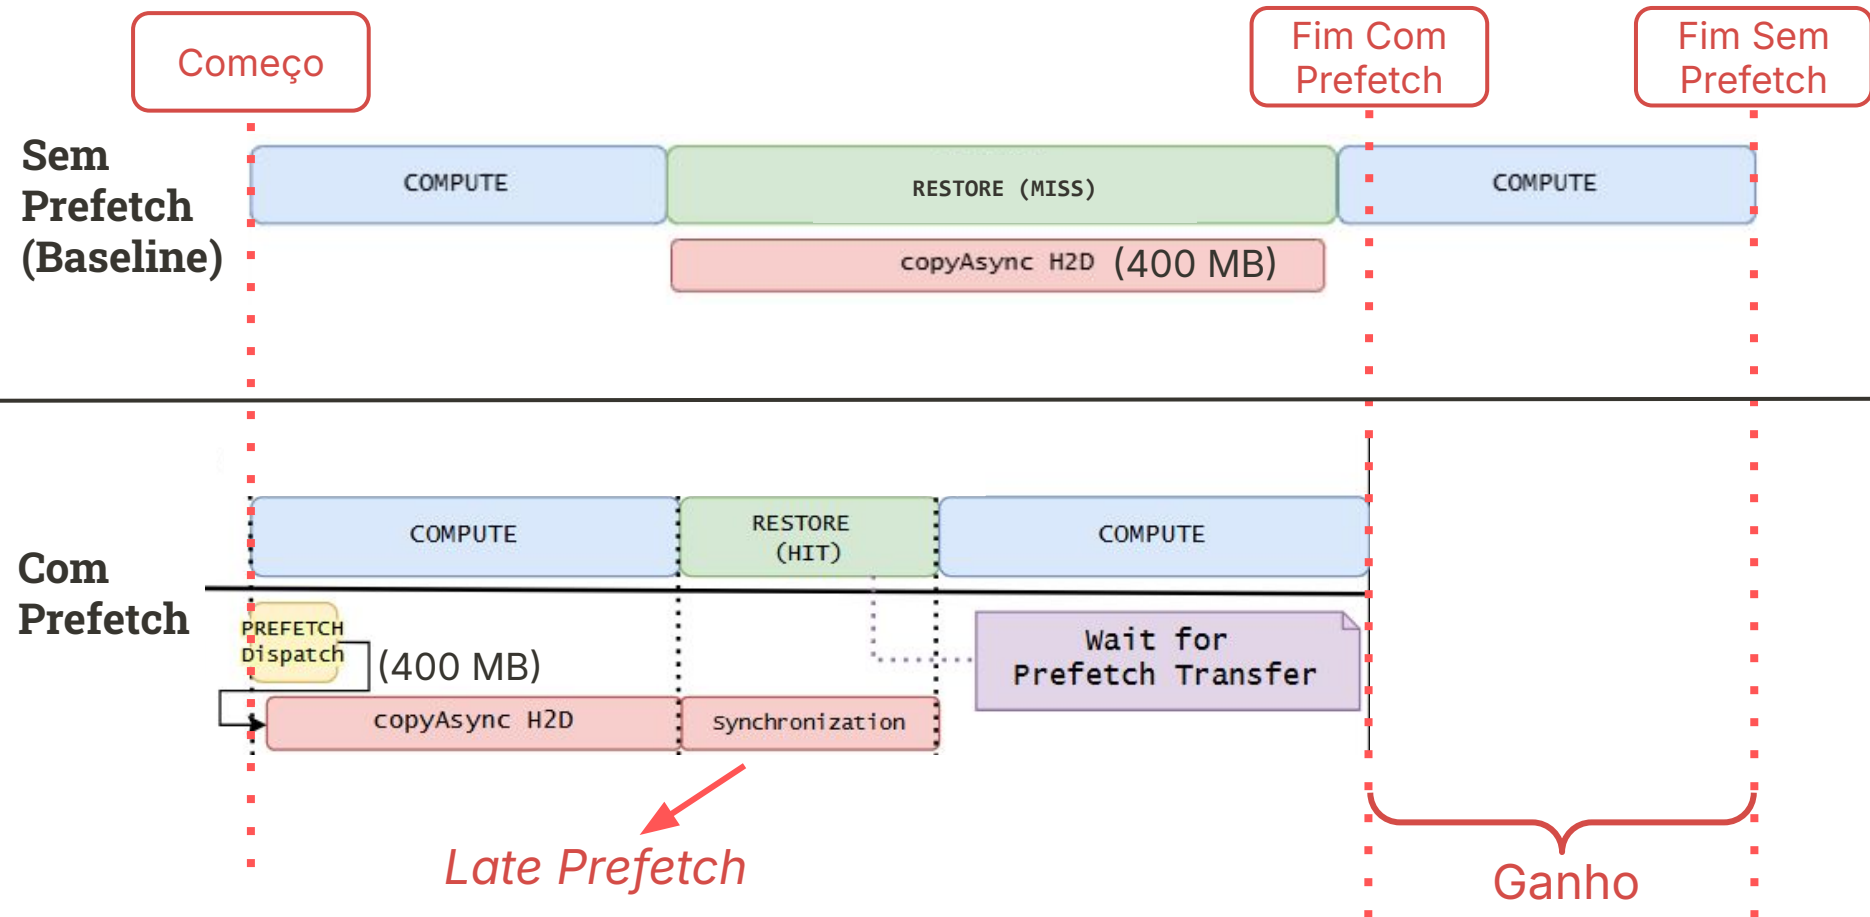 Começo
Fim Com
Prefetch
Fim Sem
Prefetch
Sem
Prefetch
(Baseline)
COMPUTE
RESTORE (MISS)
COMPUTE
copyAsync H2D (400 MB)
Com
Prefetch
COMPUTE
RESTORE
(HIT)
COMPUTE
PREFETCH
Dispatch
(400 MB)
Wait for
Prefetch Transfer
copyAsync H2D
Synchronization
Late Prefetch
Ganho